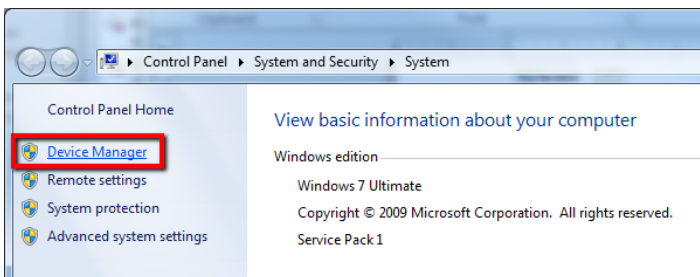 Control Panel ▸ System and Security ▸ System
Control Panel Home
Device Manager
Remote settings
System protection
Advanced system settings
View basic information about your computer
Windows edition
Windows 7 Ultimate
Copyright © 2009 Microsoft Corporation. All rights reserved.
Service Pack 1